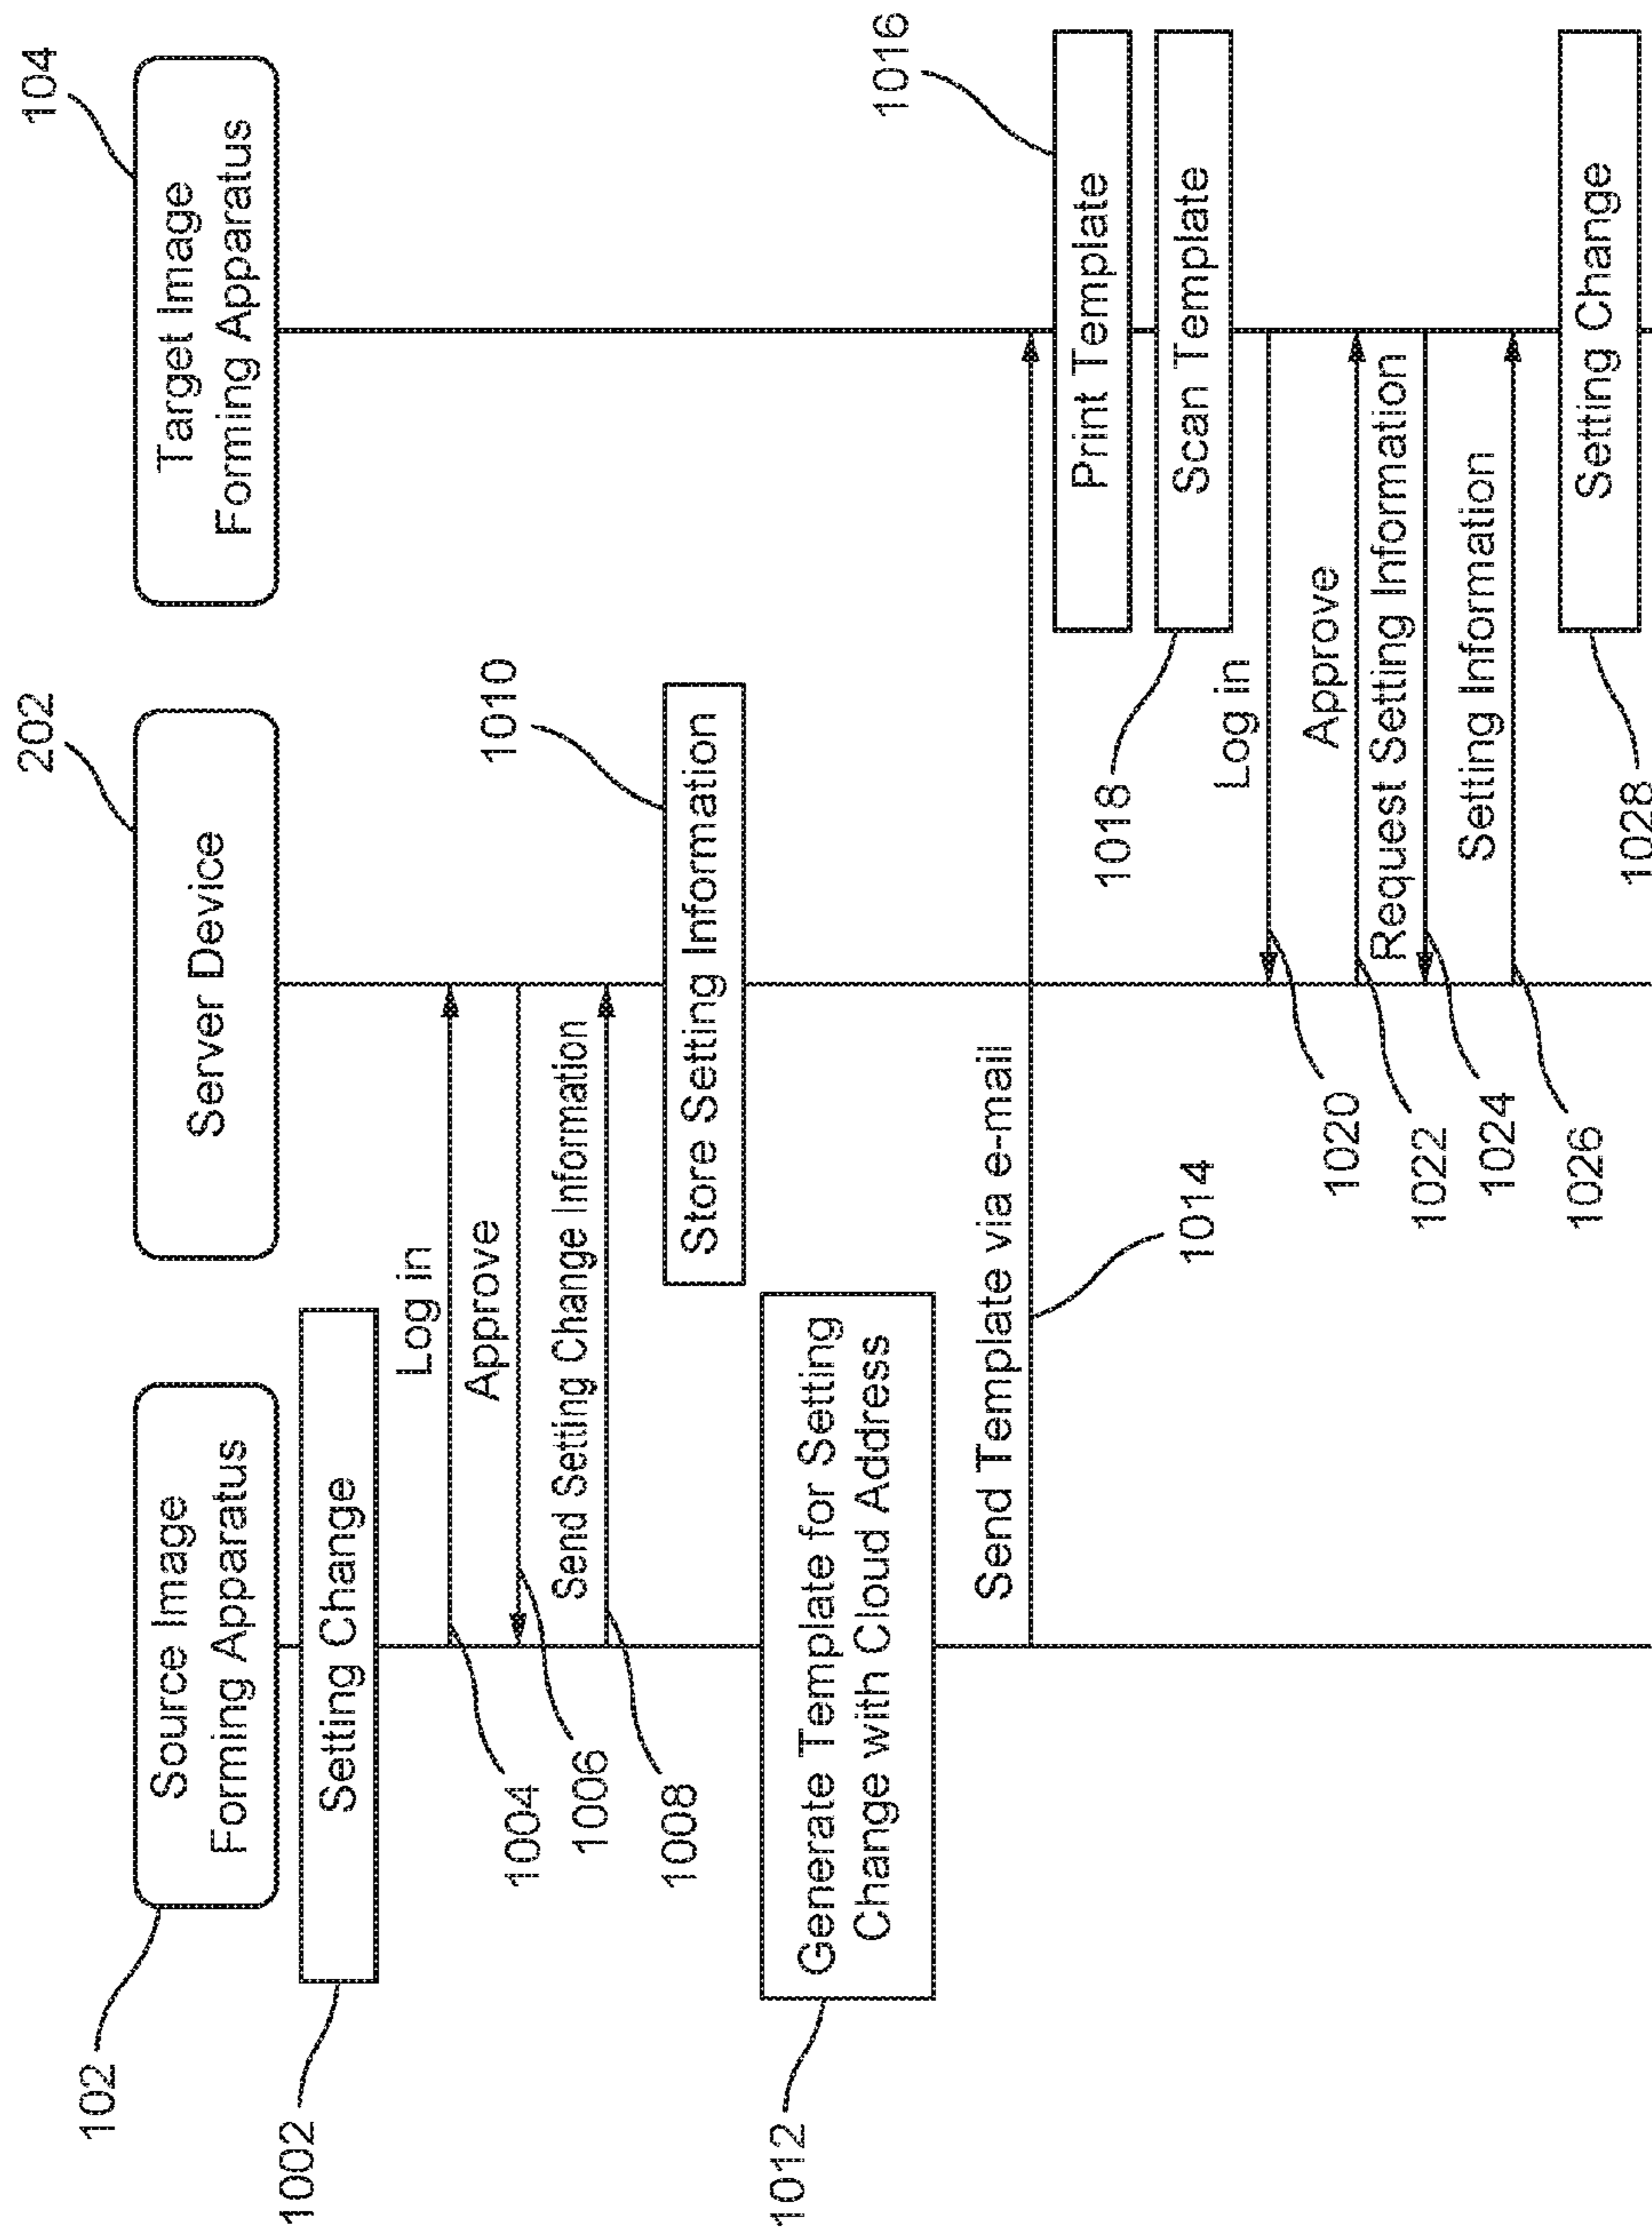 102
Source Image
Forming Apparatus
202
Server Device
104
Target Image
Forming Apparatus
1002
Setting Change
Log in
1004
Approve
1006
Send Setting Change Information
1008
Store Setting Information
1010
1012
Generate Template for Setting
Change with Cloud Address
Send Template via e-mail
1014
Print Template
1016
Scan Template
1018
Log in
1020
Approve
1022
Request Setting Information
1024
Setting Information
1026
Setting Change
1028